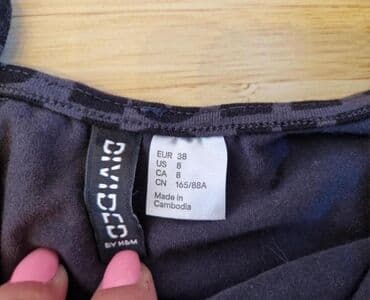 DIVIDED
BY H&M
EUR 38
US 8
CA 8
CN 165/88A
Made in
Cambodia